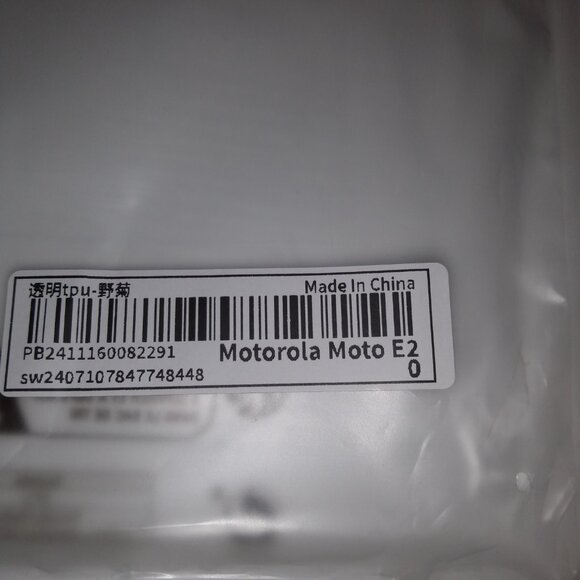 透明tpu-野菊
Made In China
PB2411160082291
Motorola Moto E2
0
sw2407107847748448